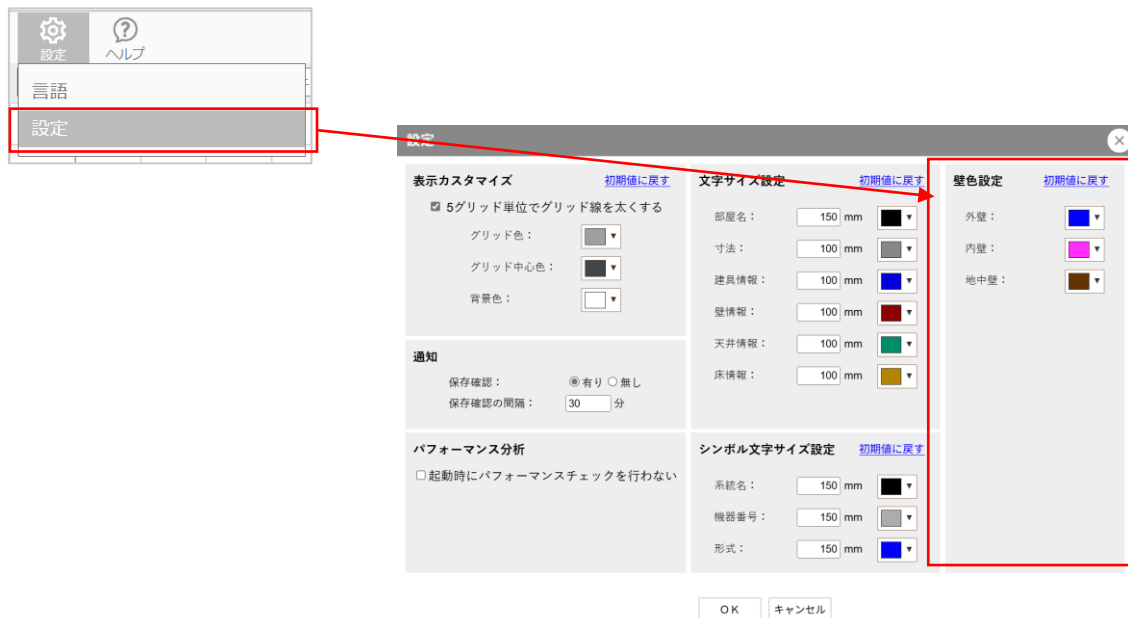 設定
ヘルプ
言語
設定
設定
表示カスタマイズ 初期値に戻す
5グリッド単位でグリッド線を太くする
グリッド色：
グリッド中心色：
背景色：
通知
保存確認： 有り 無し
保存確認の間隔： 30 分
パフォーマンス分析
起動時にパフォーマンスチェックを行わない
文字サイズ設定 初期値に戻す
部屋名： 150 mm
寸法： 100 mm
建具情報： 100 mm
壁情報： 100 mm
天井情報： 100 mm
床情報： 100 mm
シンボル文字サイズ設定 初期値に戻す
系統名： 150 mm
機器番号： 150 mm
形式： 150 mm
壁色設定 初期値に戻す
外壁：
内壁：
地中壁：
OK キャンセル